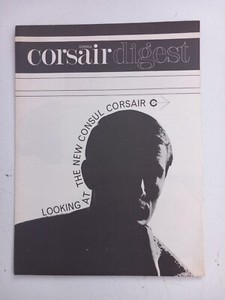 corsair digest
LOOKING AT THE NEW CONSUL CORSAIR